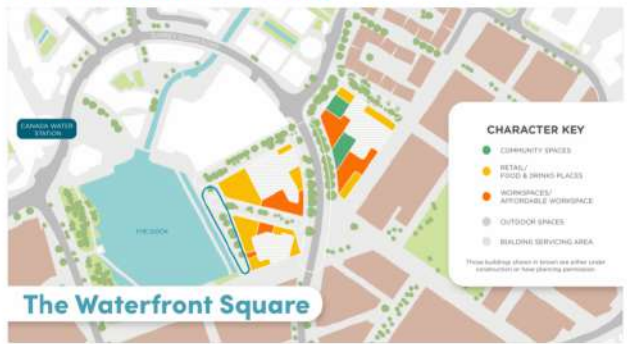 CANADA WATER
STATION
THE DOCK
The Waterfront Square
CHARACTER KEY
COMMUNITY SPACES
RETAIL/
FOOD & DRINKS PLACES
WORKSPACES/
AFFORDABLE WORKSPACE
OUTDOOR SPACES
BUILDING SERVICING AREA
Those buildings shown in brown are either under
construction or have planning permission